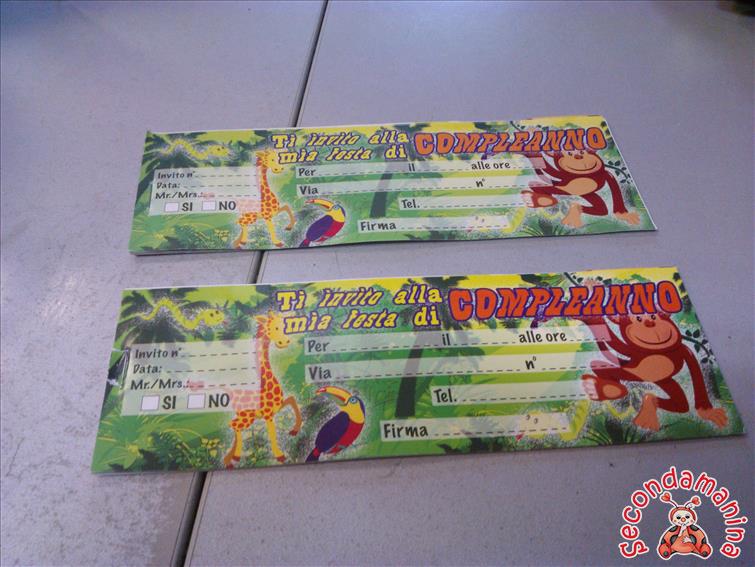 Ti invito alla
mia festa di COMPLEANNO
Invito n°
Data:
Mr./Mrs.:
SI NO
Per il alle ore
Via n°
Tel.
Firma
Ti invito alla
mia festa di COMPLEANNO
Invito n°
Data:
Mr./Mrs.:
SI NO
Per il alle ore
Via n°
Tel.
Firma
secondamanina